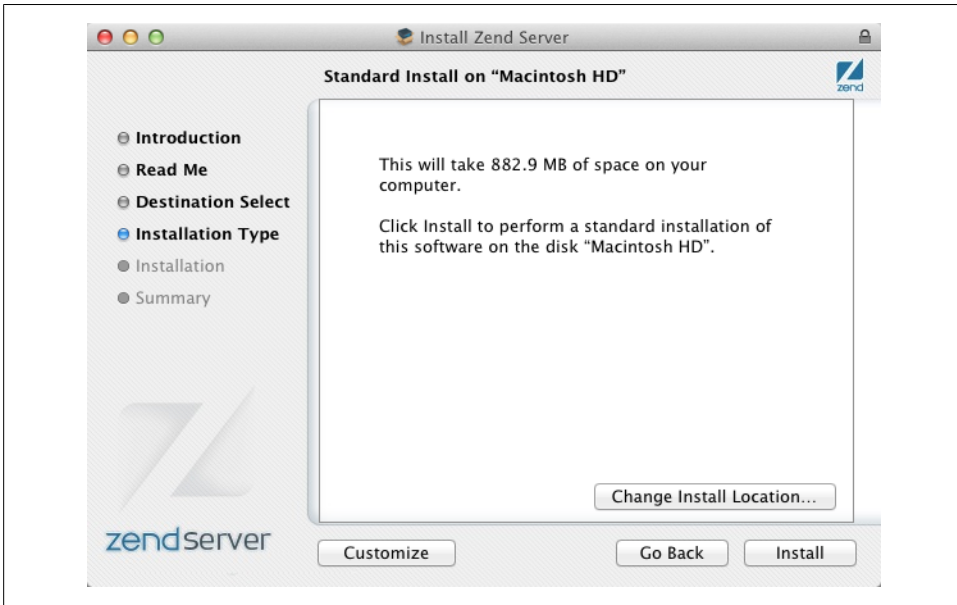 Install Zend Server
Standard Install on “Macintosh HD”
zend
Introduction
Read Me
Destination Select
Installation Type
Installation
Summary
This will take 882.9 MB of space on your
computer.
Click Install to perform a standard installation of
this software on the disk “Macintosh HD”.
Change Install Location...
zendserver
Customize
Go Back
Install